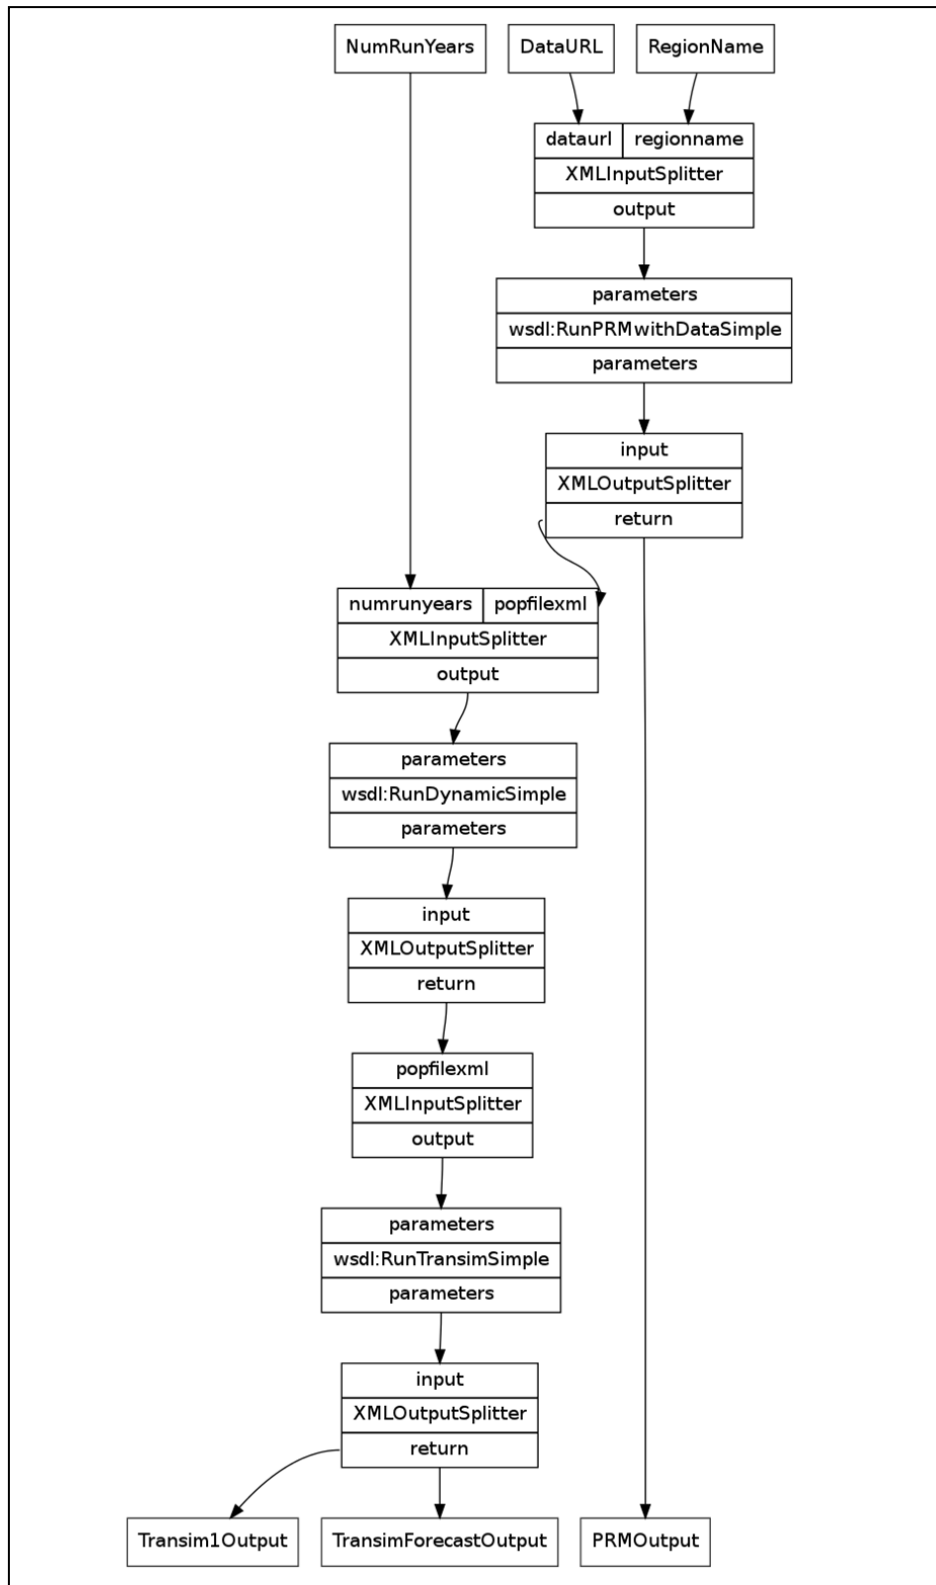 NumRunYears
DataURL
RegionName
dataurl
regionname
XMLInputSplitter
output
parameters
wsdl:RunPRMwithDataSimple
parameters
input
XMLOutputSplitter
return
numrunyears
popfilexml
XMLInputSplitter
output
parameters
wsdl:RunDynamicSimple
parameters
input
XMLOutputSplitter
return
popfilexml
XMLInputSplitter
output
parameters
wsdl:RunTransimSimple
parameters
input
XMLOutputSplitter
return
Transim1Output
TransimForecastOutput
PRMOutput